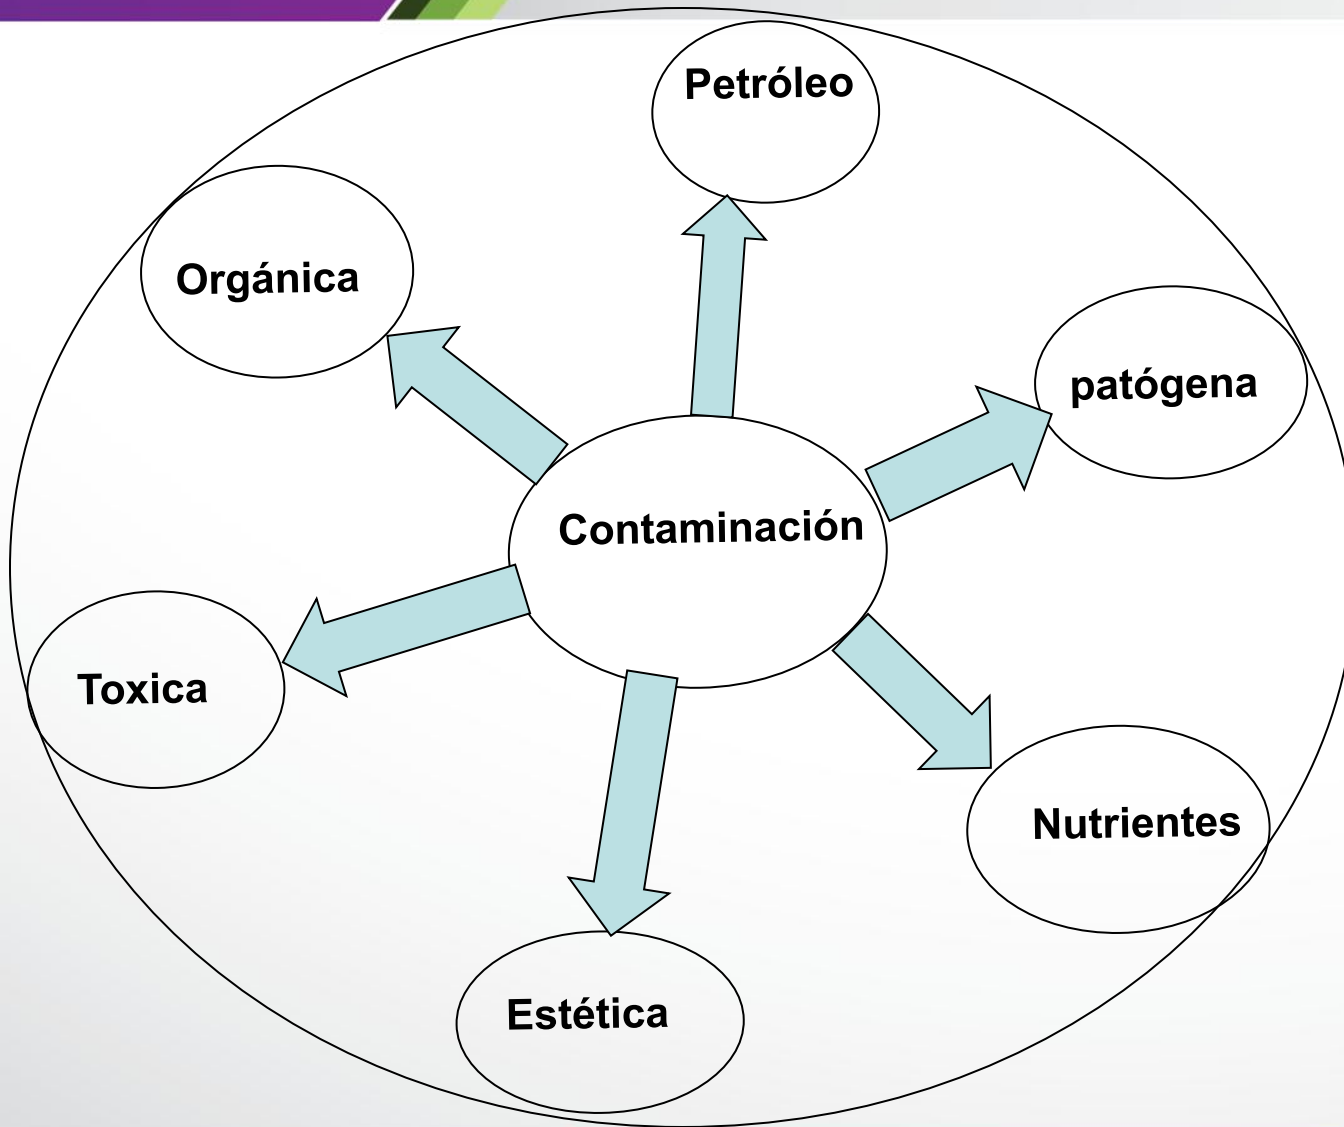 Petróleo
Orgánica
patógena
Contaminación
Toxica
Nutrientes
Estética